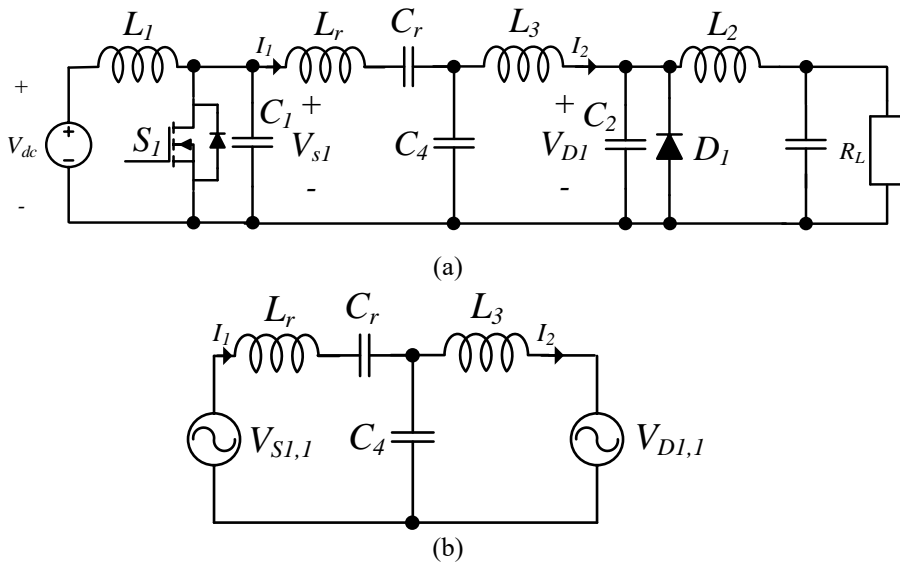 L1 I1 Lr Cr L3 I2 L2
+ Vdc - S1 C1 + Vs1 - C4 + VD1 - C2 D1 RL
(a)
I1 Lr Cr L3 I2
VS1,1 C4 VD1,1
(b)